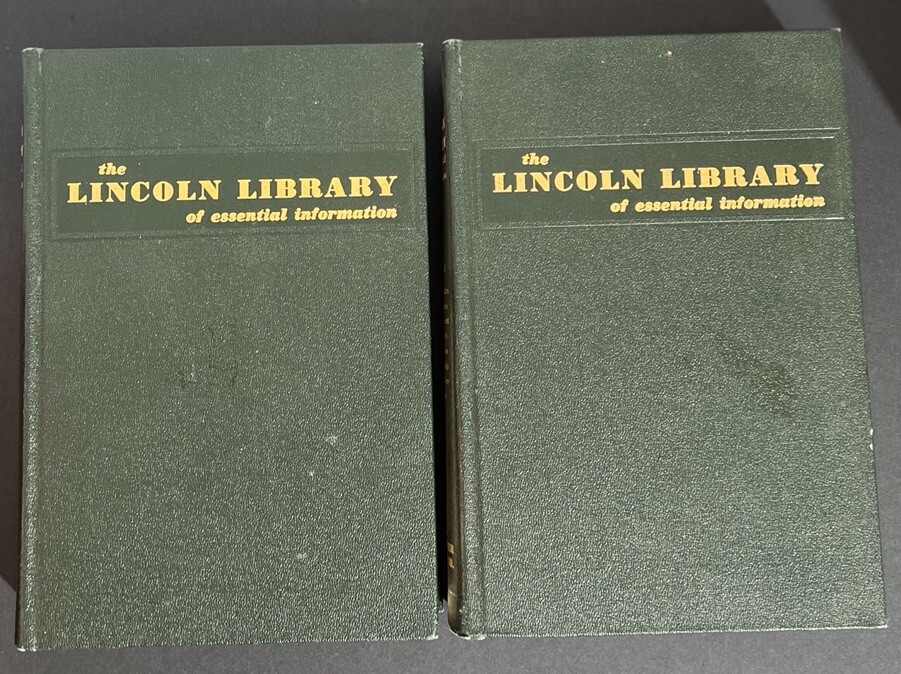 the
LINCOLN LIBRARY
of essential information
the
LINCOLN LIBRARY
of essential information